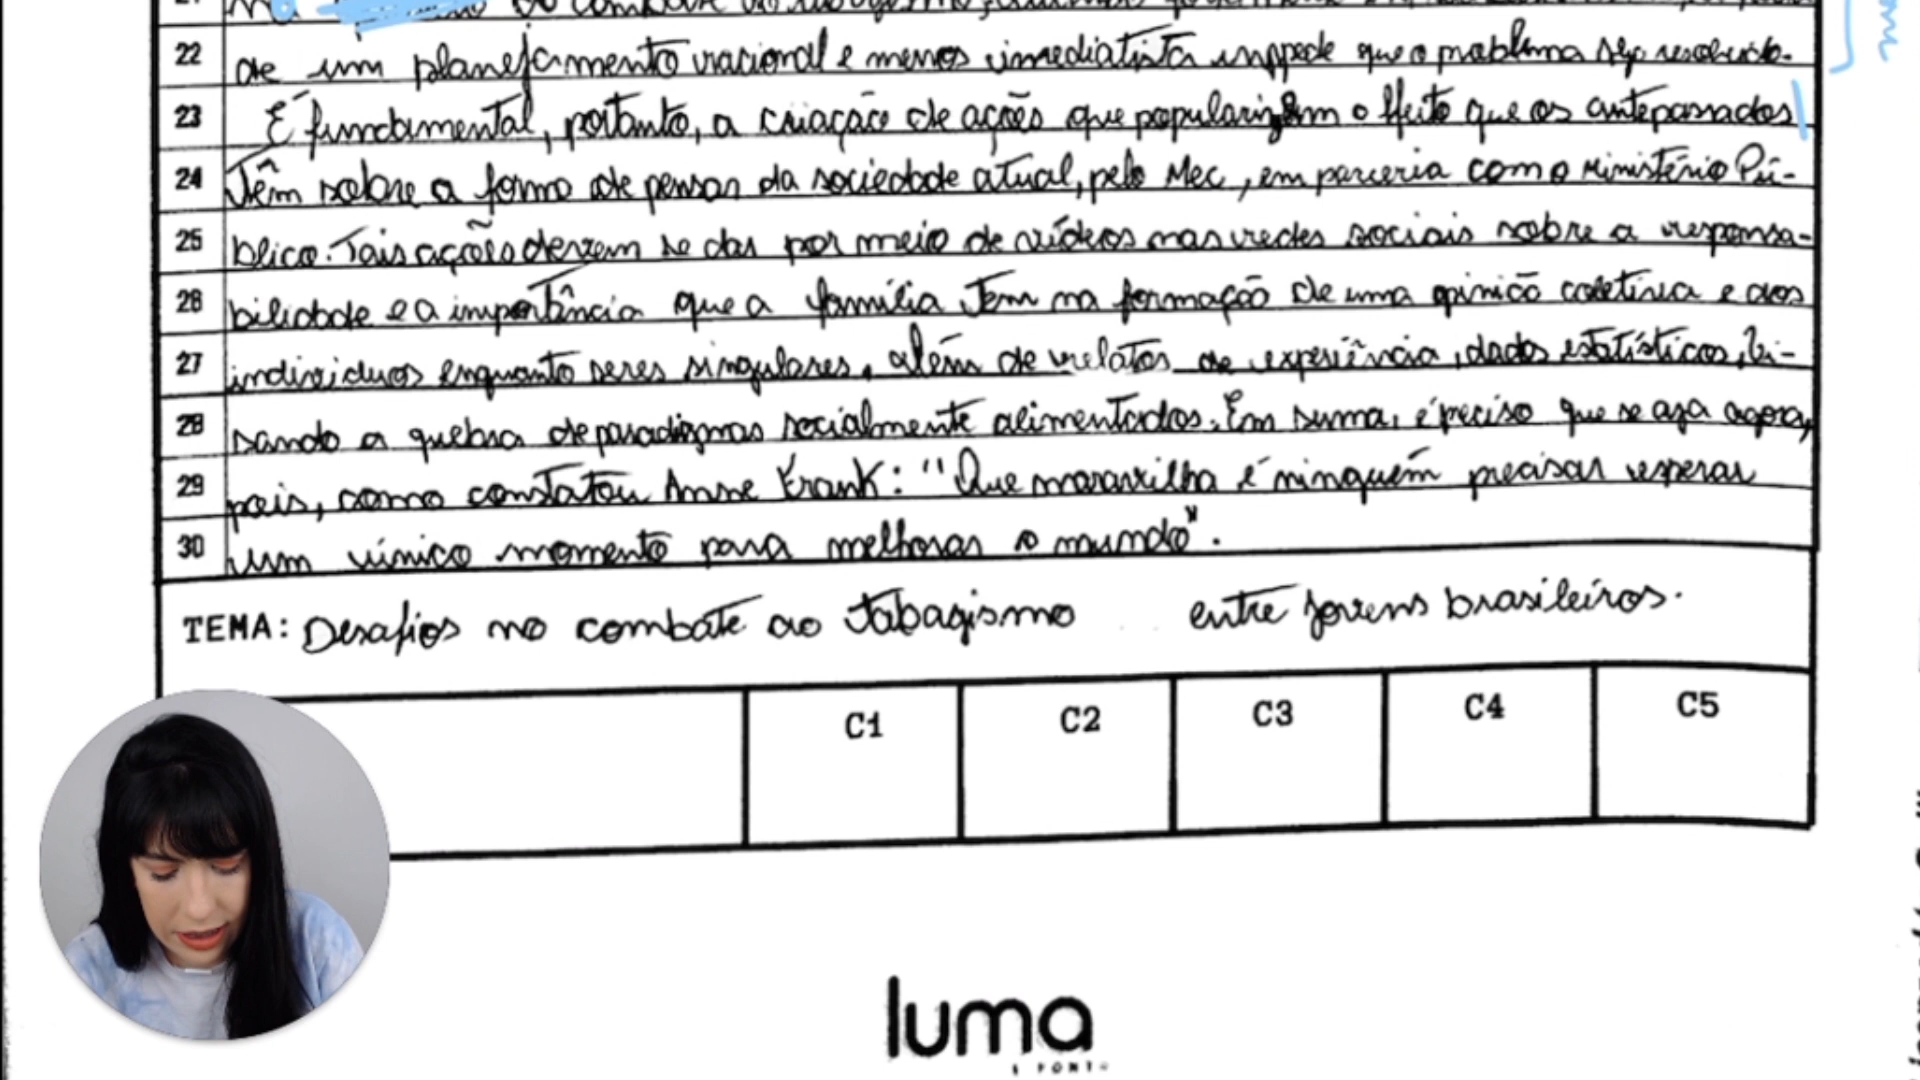 ao combate ao tabagismo,
22 de um planejamento racional e menos imediatista impede que o problema seja resolvido.
23 É fundamental, portanto, a criação de ações que popularizem o efeito que os antepassados
24 têm sobre a forma de pensar da sociedade atual, pelo Mec, em parceria com o Ministério Pú-
25 blico. Tais ações devem se dar por meio de vídeos nas redes sociais sobre a responsa-
26 bilidade e a importância que a família tem na formação de uma opinião coletiva e dos
27 individuos enquanto seres singulares, além de relatos de experiência, dados estatísticos, vi-
28 sando a quebra de paradigmas socialmente alimentados. Em suma, é preciso que se aja agora,
29 pois, como constatou Anne Frank: "Que maravilha é ninguém precisar esperar
30 um único momento para melhorar o mundo".
TEMA: Desafios no combate ao tabagismo entre jovens brasileiros.
C1 C2 C3 C4 C5
luma